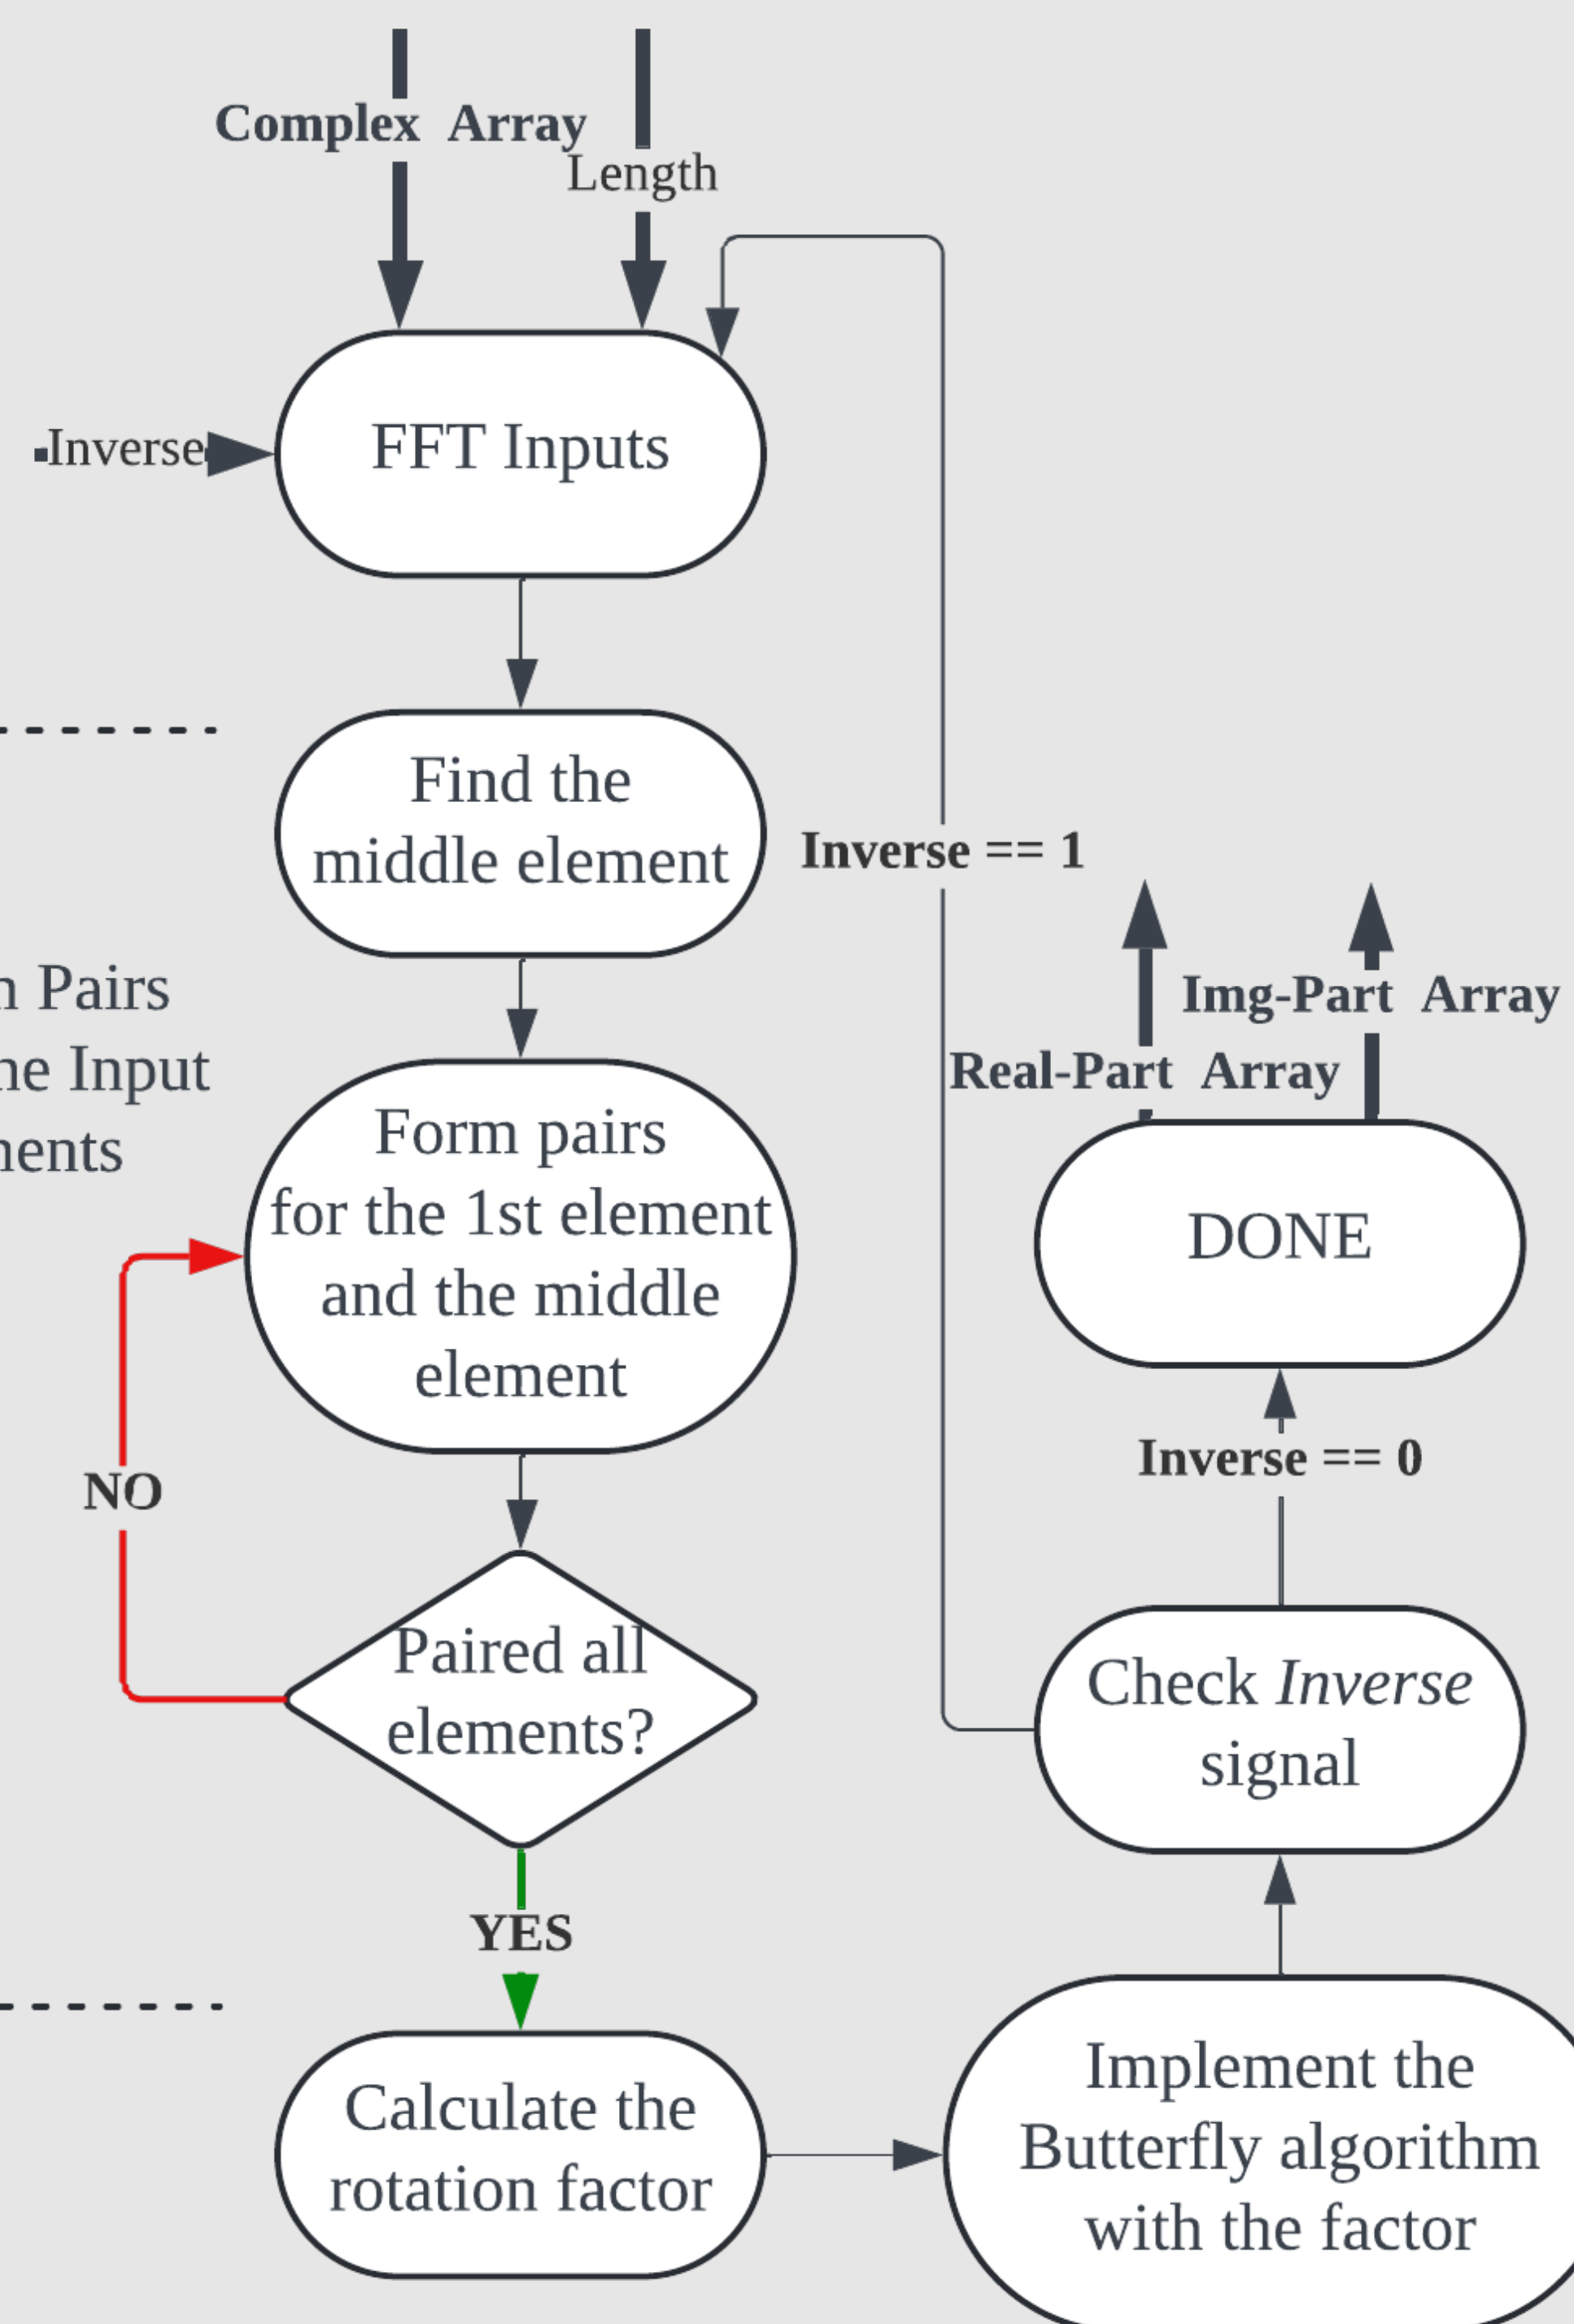 Complex Array
Length
Inverse
FFT Inputs
Find the
middle element
Inverse == 1
Pairs
Input
Form pairs
for the 1st element
and the middle
element
NO
Paired all
elements?
YES
Calculate the
rotation factor
Implement the
Butterfly algorithm
with the factor
Check Inverse
signal
Inverse == 0
DONE
Real-Part Array
Img-Part Array